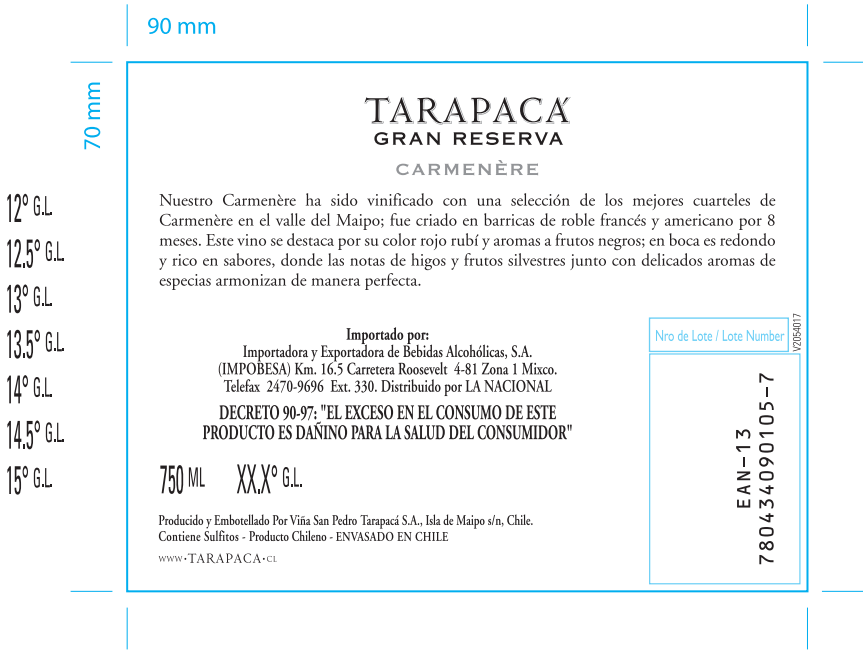 90 mm
70 mm
TARAPACÁ
GRAN RESERVA
CARMENÈRE
Nuestro Carmenère ha sido vinificado con una selección de los mejores cuarteles de
Carmenère en el valle del Maipo; fue criado en barricas de roble francés y americano por 8
meses. Este vino se destaca por su color rojo rubí y aromas a frutos negros; en boca es redondo
y rico en sabores, donde las notas de higos y frutos silvestres junto con delicados aromas de
especias armonizan de manera perfecta.
12° G.L.
12.5° G.L.
13° G.L.
13.5° G.L.
14° G.L.
14.5° G.L.
15° G.L.
Importado por:
Importadora y Exportadora de Bebidas Alcohólicas, S.A.
(IMPOBESA) Km. 16.5 Carretera Roosevelt 4-81 Zona 1 Mixco.
Telefax 2470-9696 Ext. 330. Distribuido por LA NACIONAL
DECRETO 90-97: "EL EXCESO EN EL CONSUMO DE ESTE
PRODUCTO ES DAÑINO PARA LA SALUD DEL CONSUMIDOR"
750 ML XX.X° G.L.
Producido y Embotellado Por Viña San Pedro Tarapacá S.A., Isla de Maipo s/n, Chile.
Contiene Sulfitos - Producto Chileno - ENVASADO EN CHILE
WWW•TARAPACA•CL
Nro de Lote / Lote Number
V2054017
EAN-13
780434090105-7